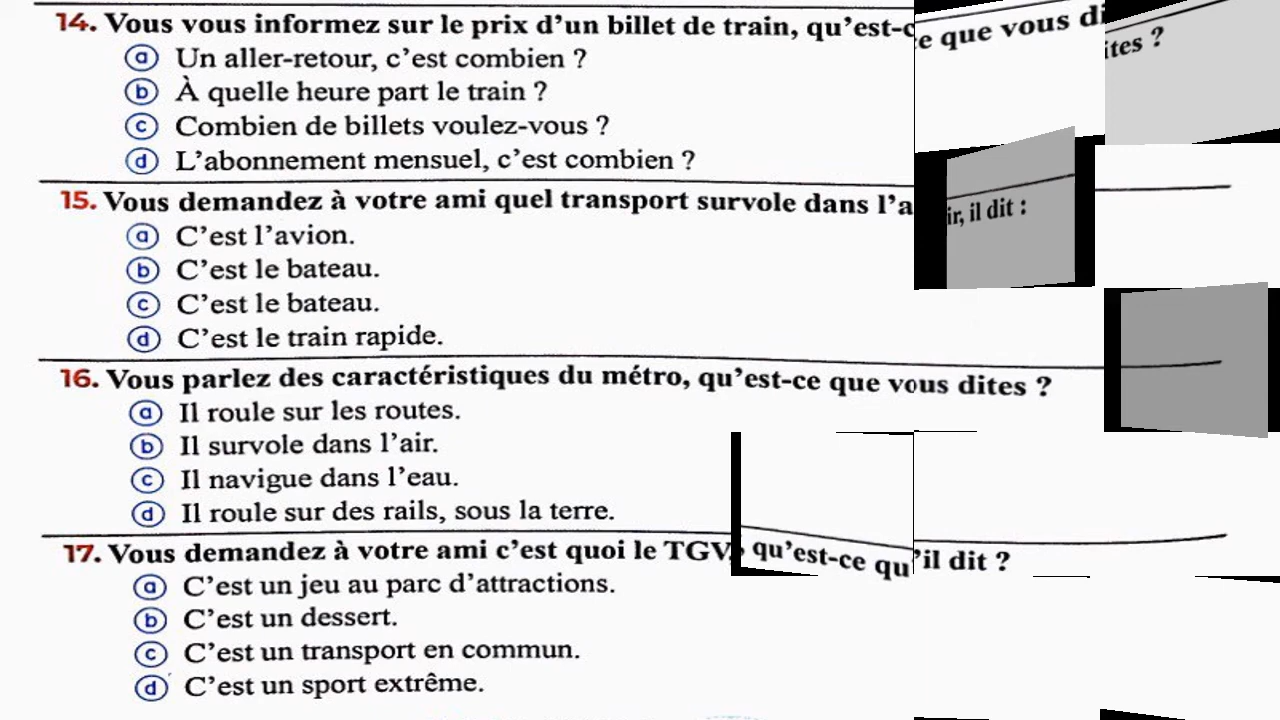 14. Vous vous informez sur le prix d'un billet de train, qu'est-ce que vous dites ?
a Un aller-retour, c'est combien ?
b À quelle heure part le train ?
c Combien de billets voulez-vous ?
d L'abonnement mensuel, c'est combien ?
15. Vous demandez à votre ami quel transport survole dans l'air, il dit :
a C'est l'avion.
b C'est le bateau.
c C'est le bateau.
d C'est le train rapide.
16. Vous parlez des caractéristiques du métro, qu'est-ce que vous dites ?
a Il roule sur les routes.
b Il survole dans l'air.
c Il navigue dans l'eau.
d Il roule sur des rails, sous la terre.
17. Vous demandez à votre ami c'est quoi le TGV, qu'est-ce qu'il dit ?
a C'est un jeu au parc d'attractions.
b C'est un dessert.
c C'est un transport en commun.
d C'est un sport extrême.